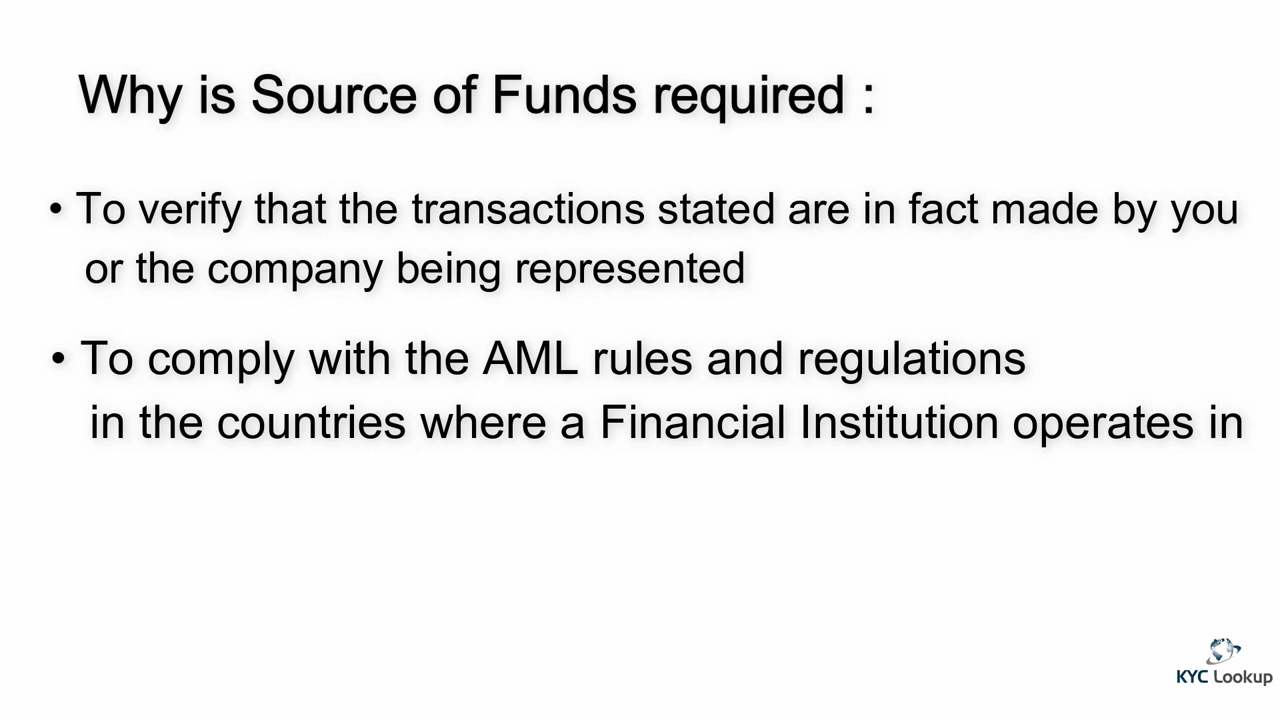 Why is Source of Funds required :
• To verify that the transactions stated are in fact made by you
or the company being represented
• To comply with the AML rules and regulations
in the countries where a Financial Institution operates in
KYC Lookup